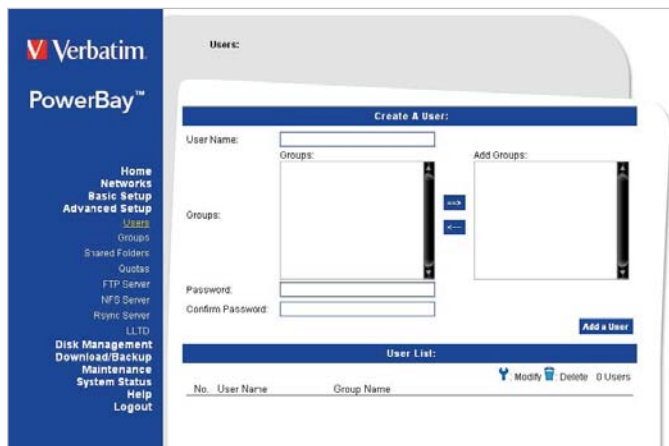 Verbatim.
PowerBay™
Home
Networks
Basic Setup
Advanced Setup
Users
Groups
Shared Folders
Quotas
FTP Server
NFS Server
Rsync Server
LLTD
Disk Management
Download/Backup
Maintenance
System Status
Help
Logout
Users:
Create A User:
User Name:
Groups:
Add Groups:
Groups:
==>
<---
Password:
Confirm Password:
Add a User
User List:
: Modify : Delete 0 Users
No. User Name Group Name